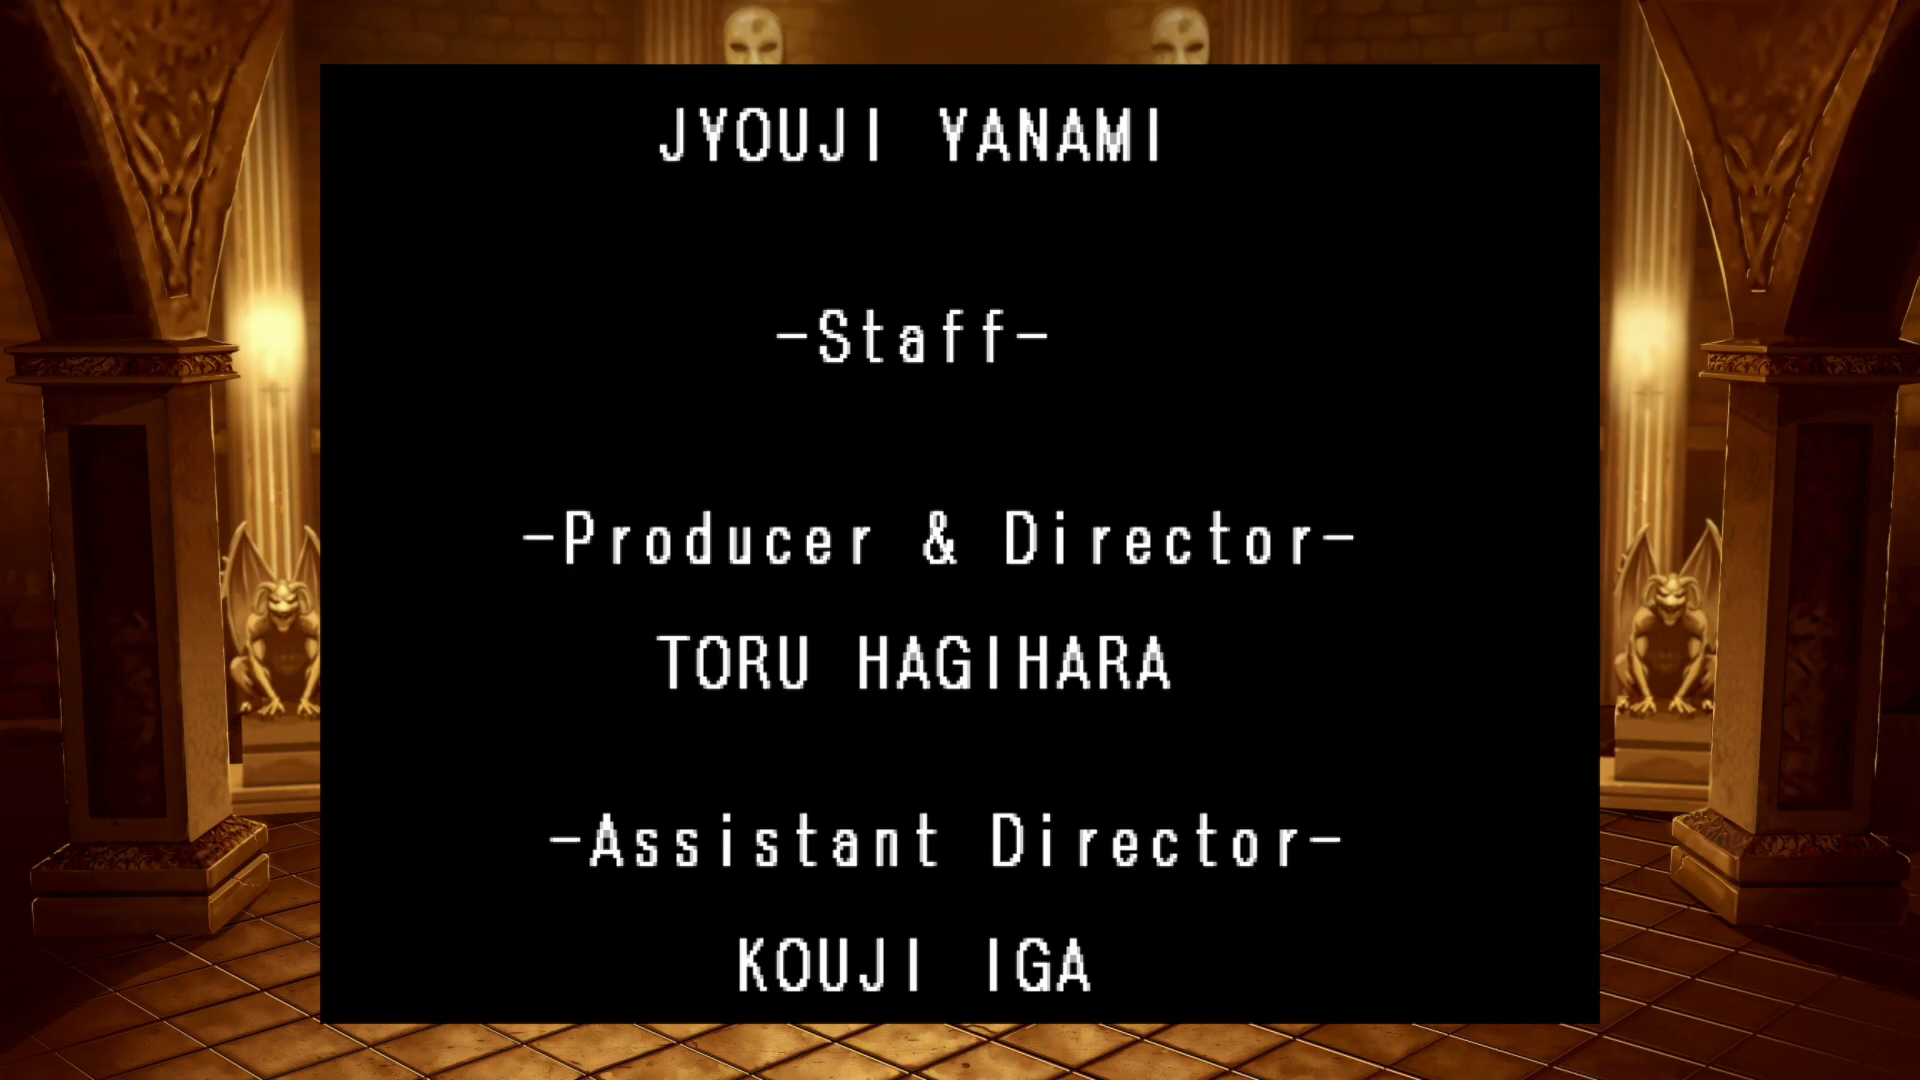 JYOUJI YANAMI
-Staff-
-Producer & Director-
TORU HAGIHARA
-Assistant Director-
KOUJI IGA